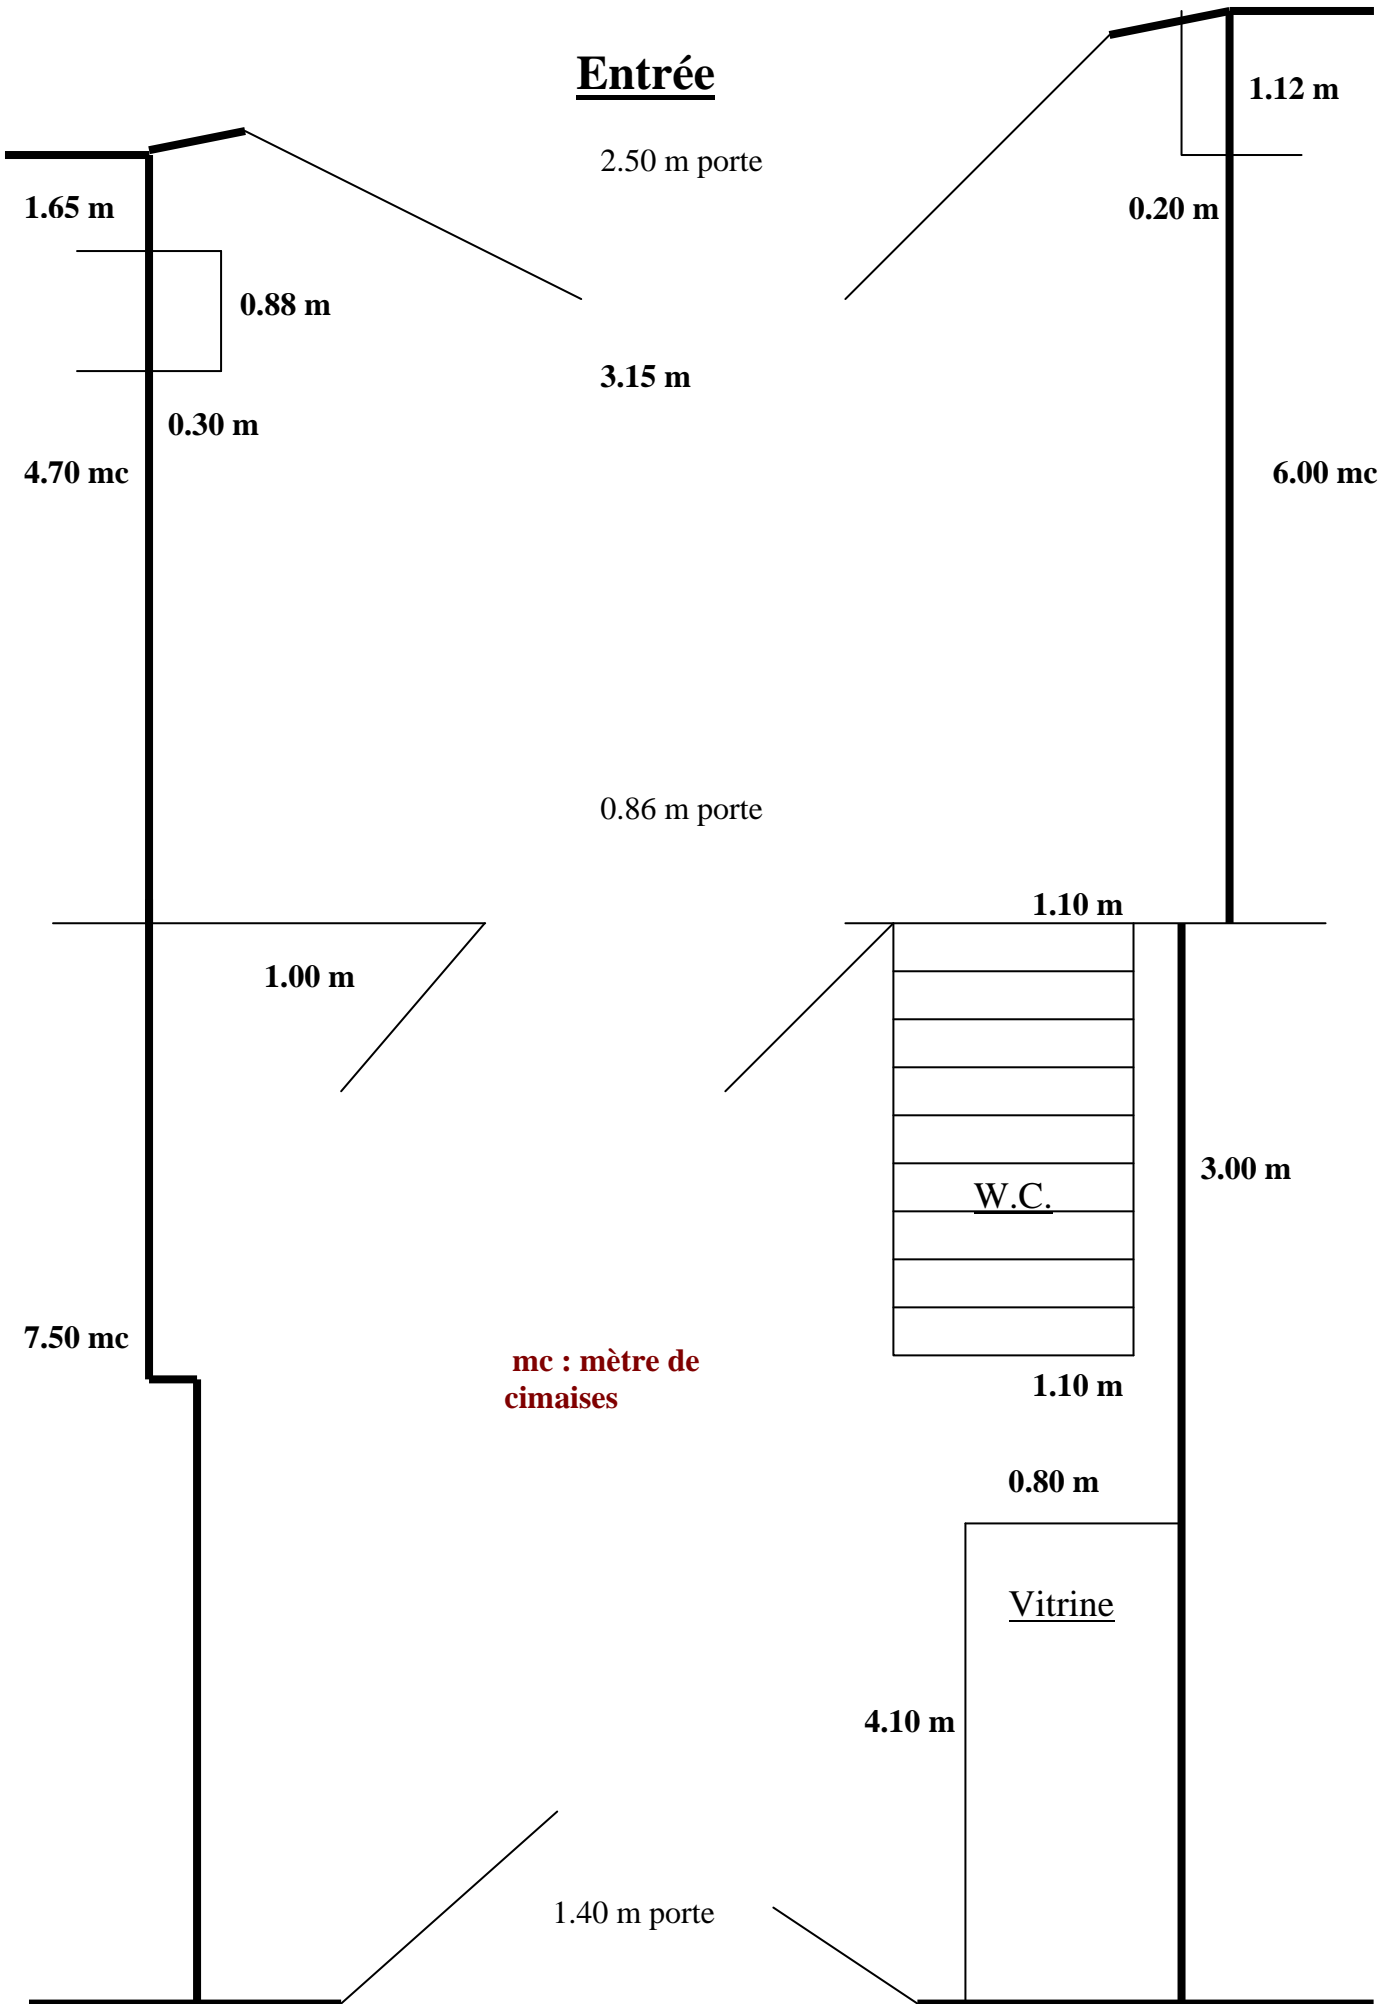 Entrée
1.12 m
2.50 m porte
1.65 m
0.20 m
0.88 m
3.15 m
0.30 m
4.70 mc
6.00 mc
0.86 m porte
1.10 m
1.00 m
3.00 m
W.C.
7.50 mc
mc : mètre de
cimaises
1.10 m
0.80 m
Vitrine
4.10 m
1.40 m porte